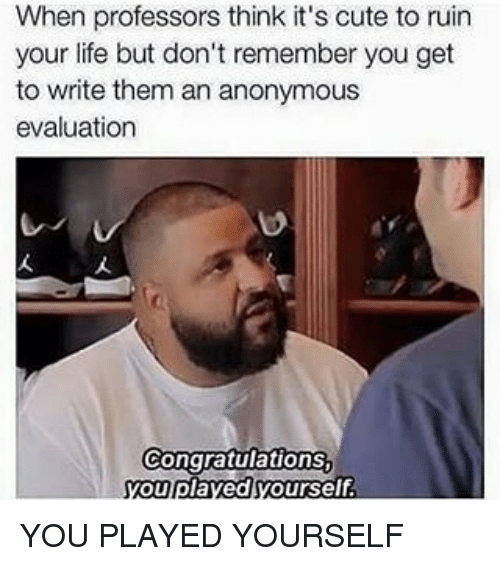 When professors think it's cute to ruin
your life but don't remember you get
to write them an anonymous
evaluation
Congratulations,
you played yourself.
YOU PLAYED YOURSELF